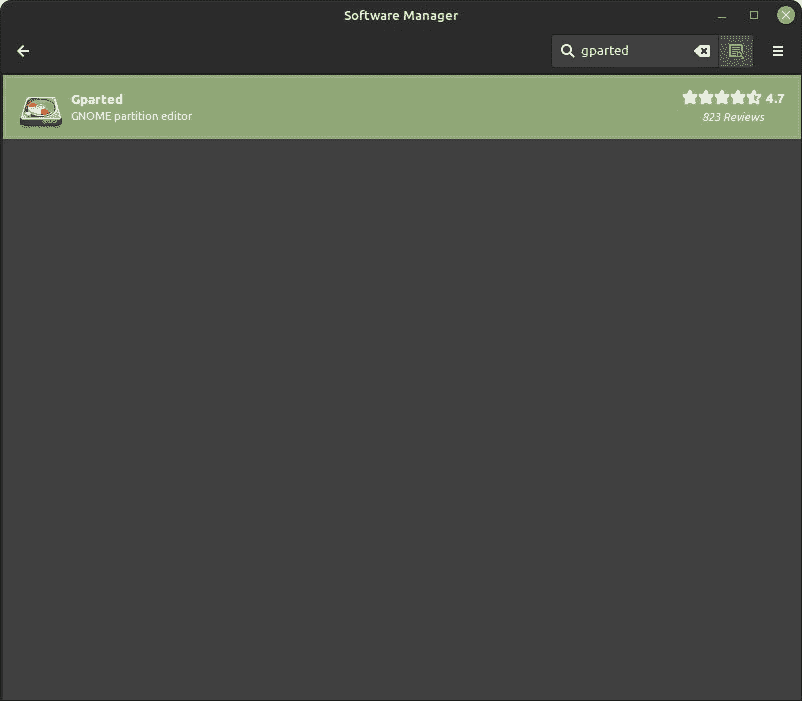 Software Manager
gparted
Gparted
GNOME partition editor
4.7
823 Reviews